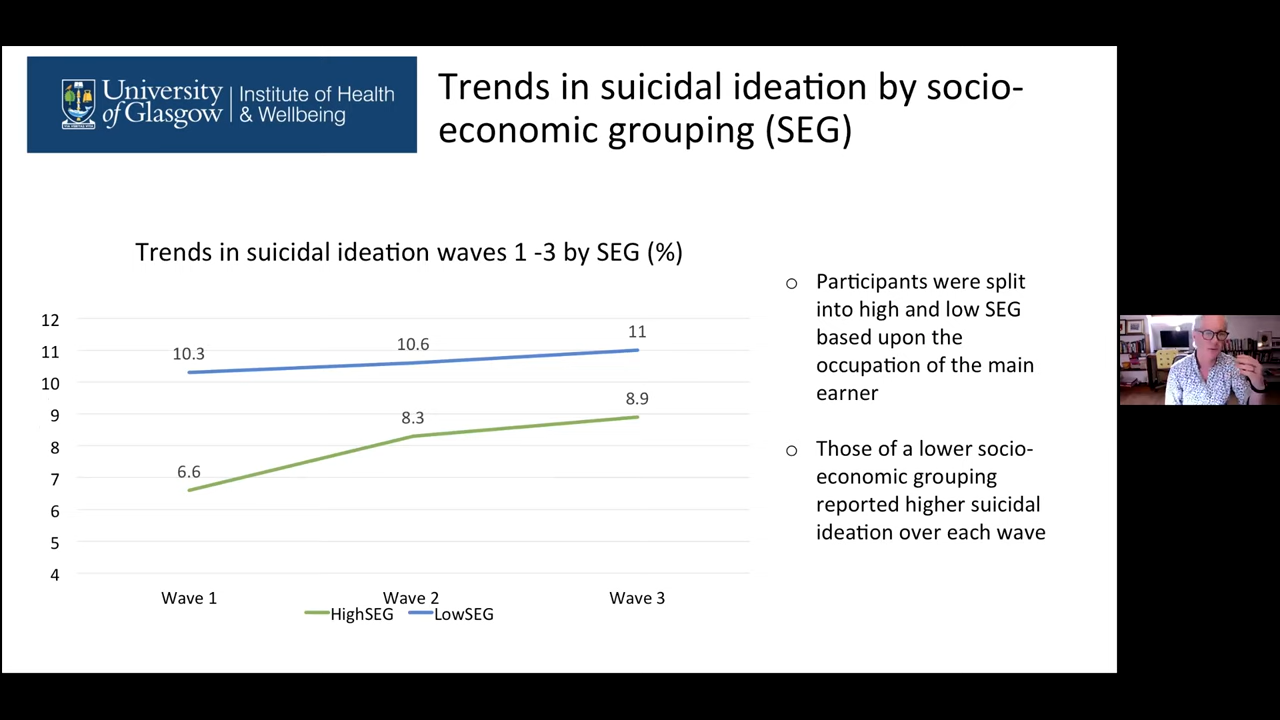 University
of Glasgow
Institute of Health
& Wellbeing
Trends in suicidal ideation by socio-
economic grouping (SEG)
Trends in suicidal ideation waves 1 -3 by SEG (%)
12
11
10
9
8
7
6
5
4
10.3
10.6
11
6.6
8.3
8.9
Wave 1
Wave 2
Wave 3
HighSEG
LowSEG
○ Participants were split
into high and low SEG
based upon the
occupation of the main
earner
○ Those of a lower socio-
economic grouping
reported higher suicidal
ideation over each wave